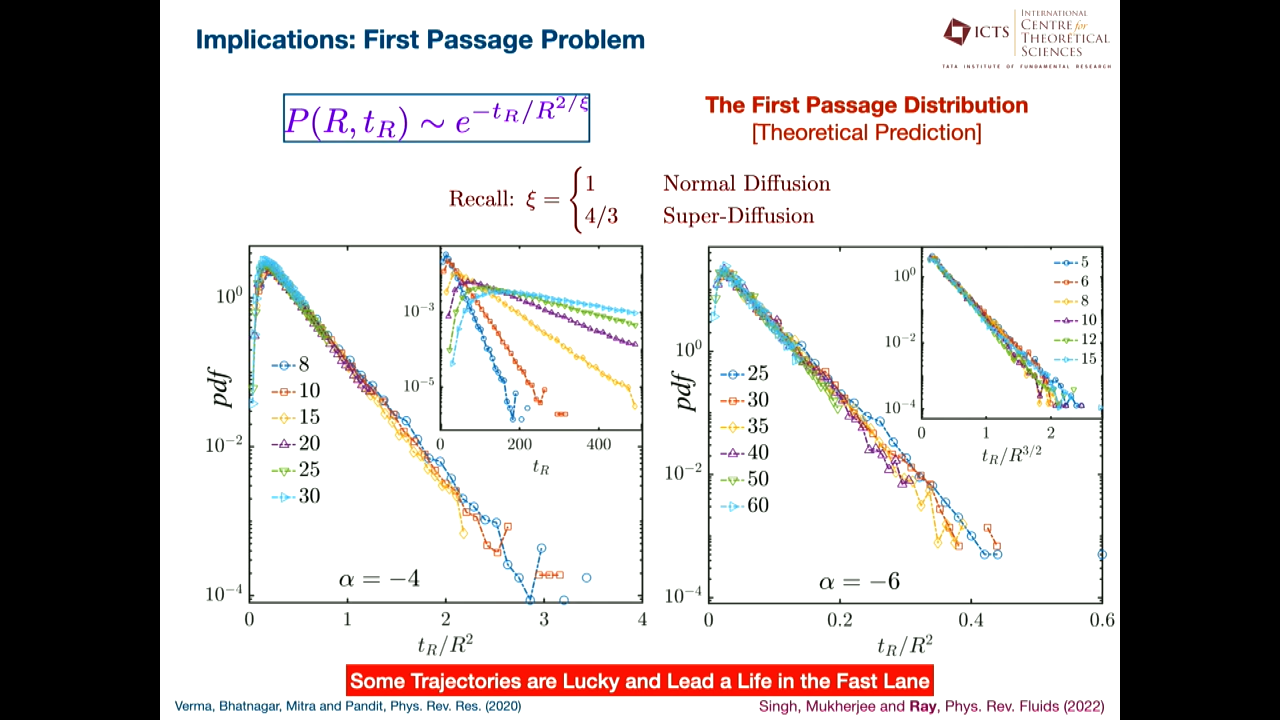 Implications: First Passage Problem
ICTS
INTERNATIONAL
CENTRE for
THEORETICAL
SCIENCES
TATA INSTITUTE OF FUNDAMENTAL RESEARCH
P(R, t_R) ∼ e^{−t_R/R^{2/ξ}}
The First Passage Distribution
[Theoretical Prediction]
Recall: ξ = { 1 Normal Diffusion
4/3 Super-Diffusion
pdf
10^0
10^−2
10^−4
0 1 2 3 4
t_R/R^2
8
10
15
20
25
30
α = −4
10^−3
10^−5
0 200 400
t_R
pdf
10^0
10^−2
10^−4
0 0.2 0.4 0.6
t_R/R^2
25
30
35
40
50
60
α = −6
10^0
10^−2
10^−4
0 1 2
t_R/R^{3/2}
5
6
8
10
12
15
Some Trajectories are Lucky and Lead a Life in the Fast Lane
Verma, Bhatnagar, Mitra and Pandit, Phys. Rev. Res. (2020)
Singh, Mukherjee and Ray, Phys. Rev. Fluids (2022)